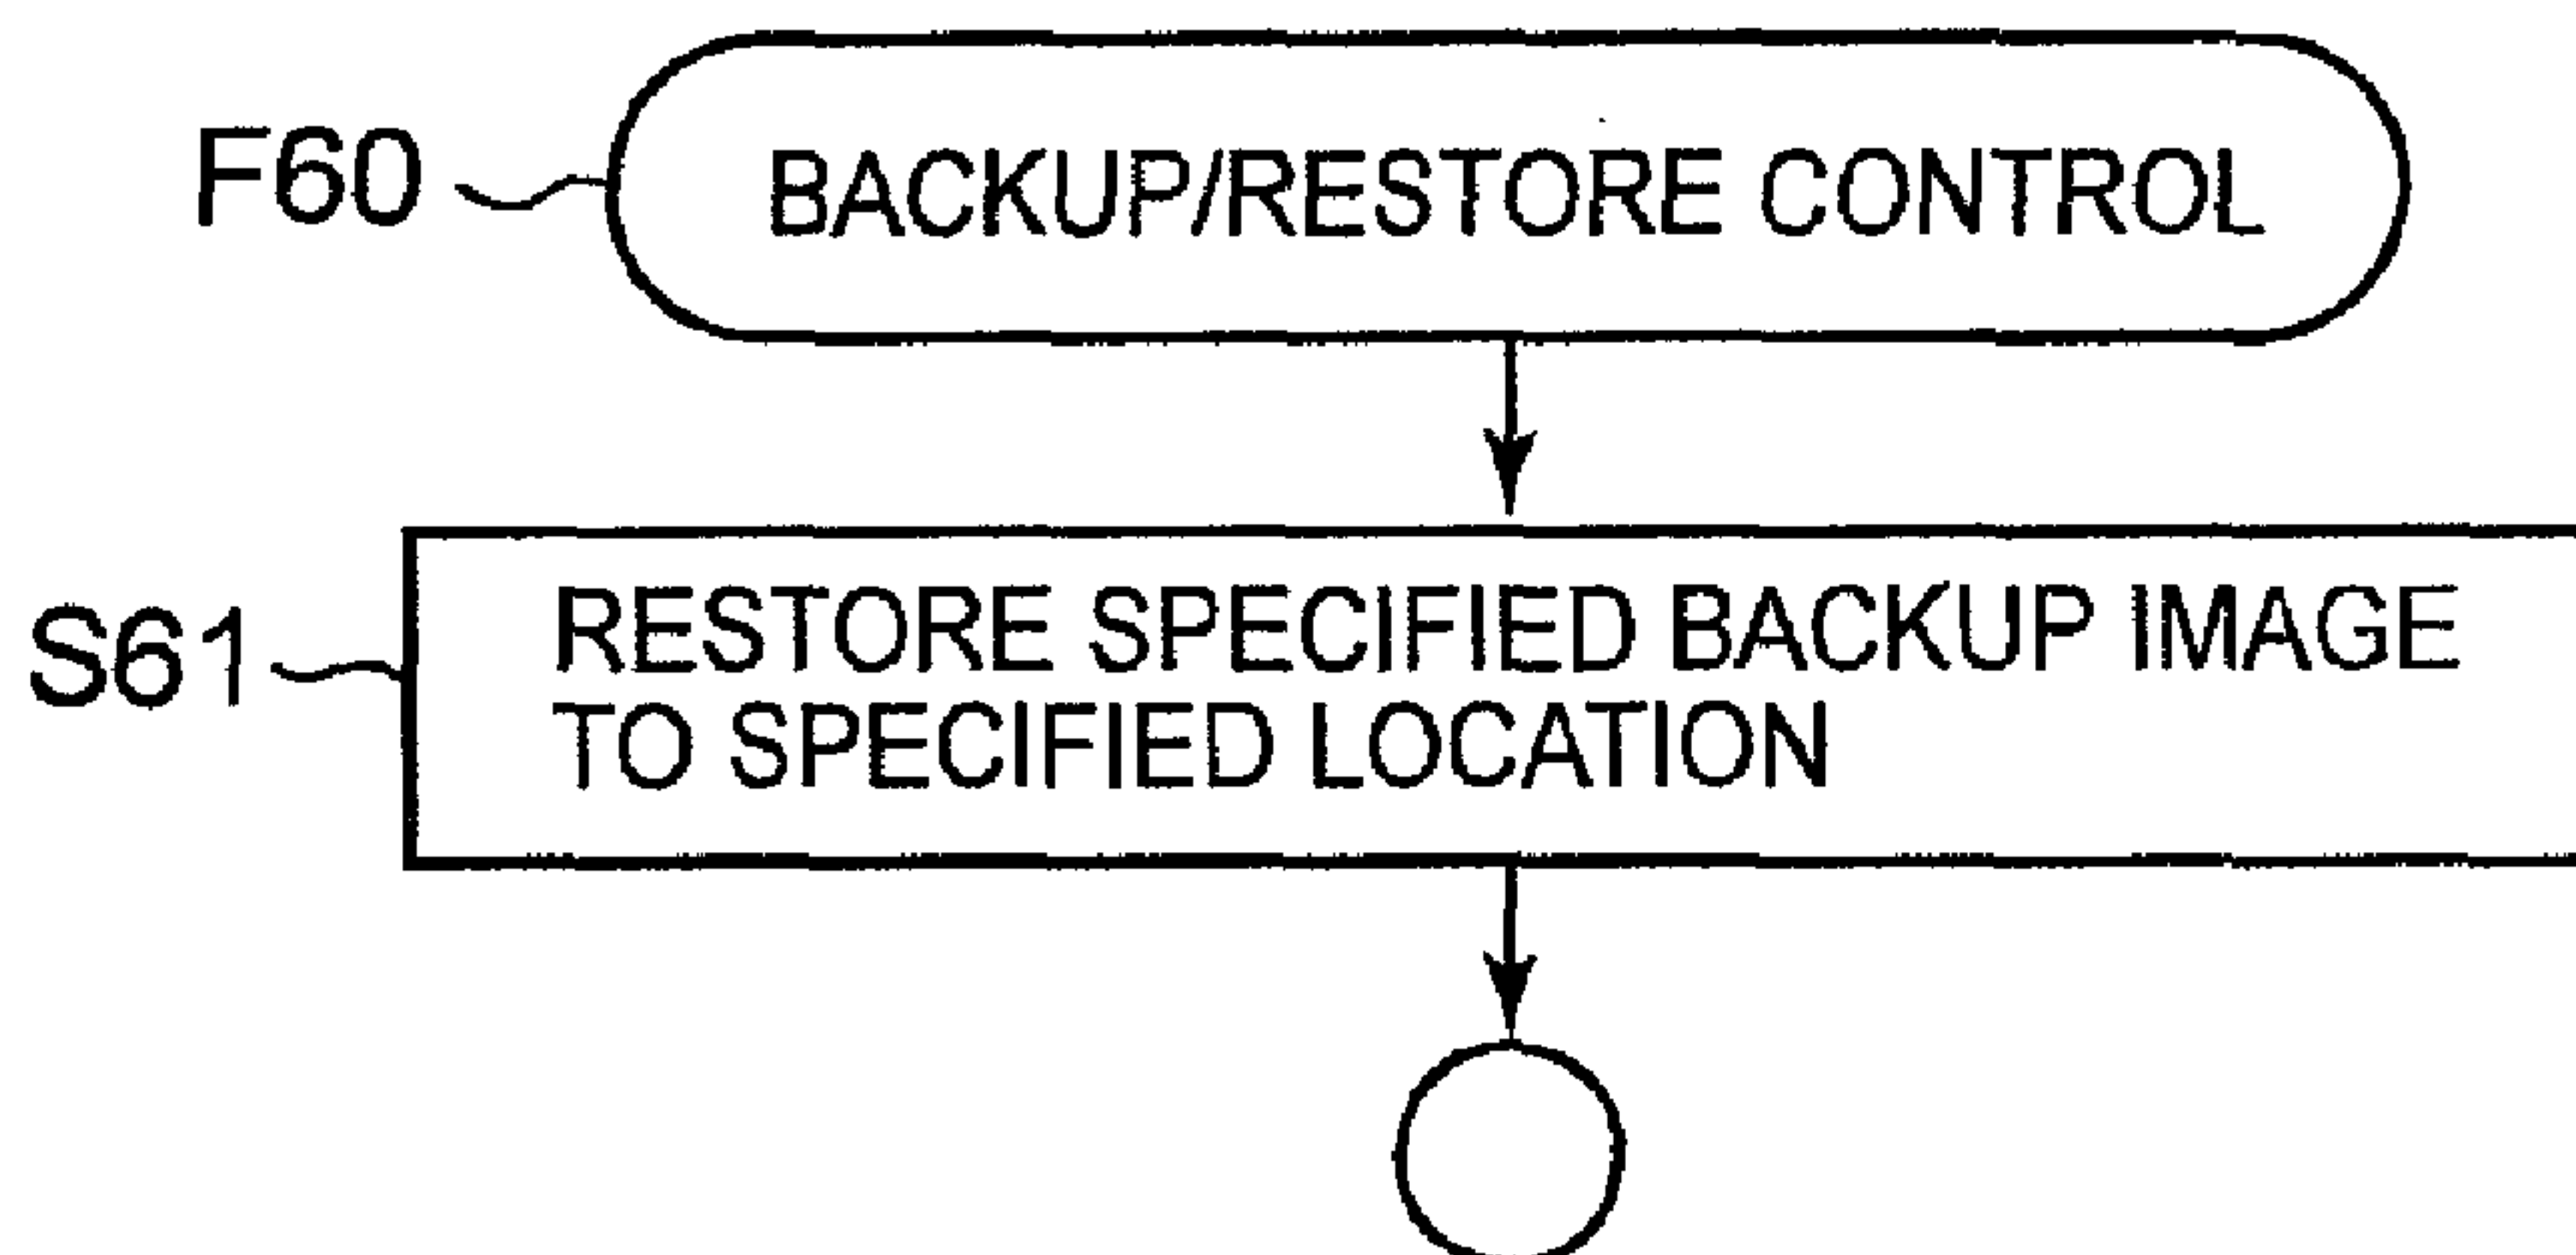 F60
BACKUP/RESTORE CONTROL
S61
RESTORE SPECIFIED BACKUP IMAGE
TO SPECIFIED LOCATION